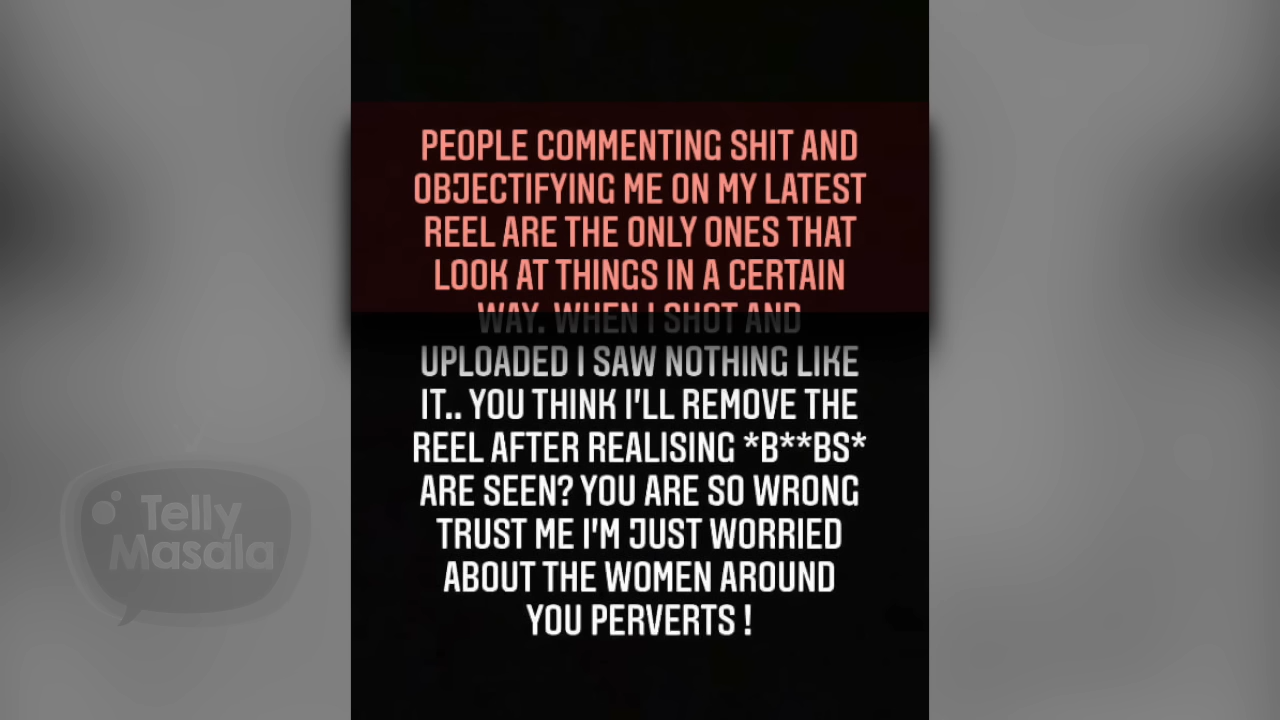 PEOPLE COMMENTING SHIT AND
OBJECTIFYING ME ON MY LATEST
REEL ARE THE ONLY ONES THAT
LOOK AT THINGS IN A CERTAIN
WAY. WHEN I SHOT AND
UPLOADED I SAW NOTHING LIKE
IT.. YOU THINK I'LL REMOVE THE
REEL AFTER REALISING *B**BS*
ARE SEEN? YOU ARE SO WRONG
TRUST ME I'M JUST WORRIED
ABOUT THE WOMEN AROUND
YOU PERVERTS !
Telly
Masala